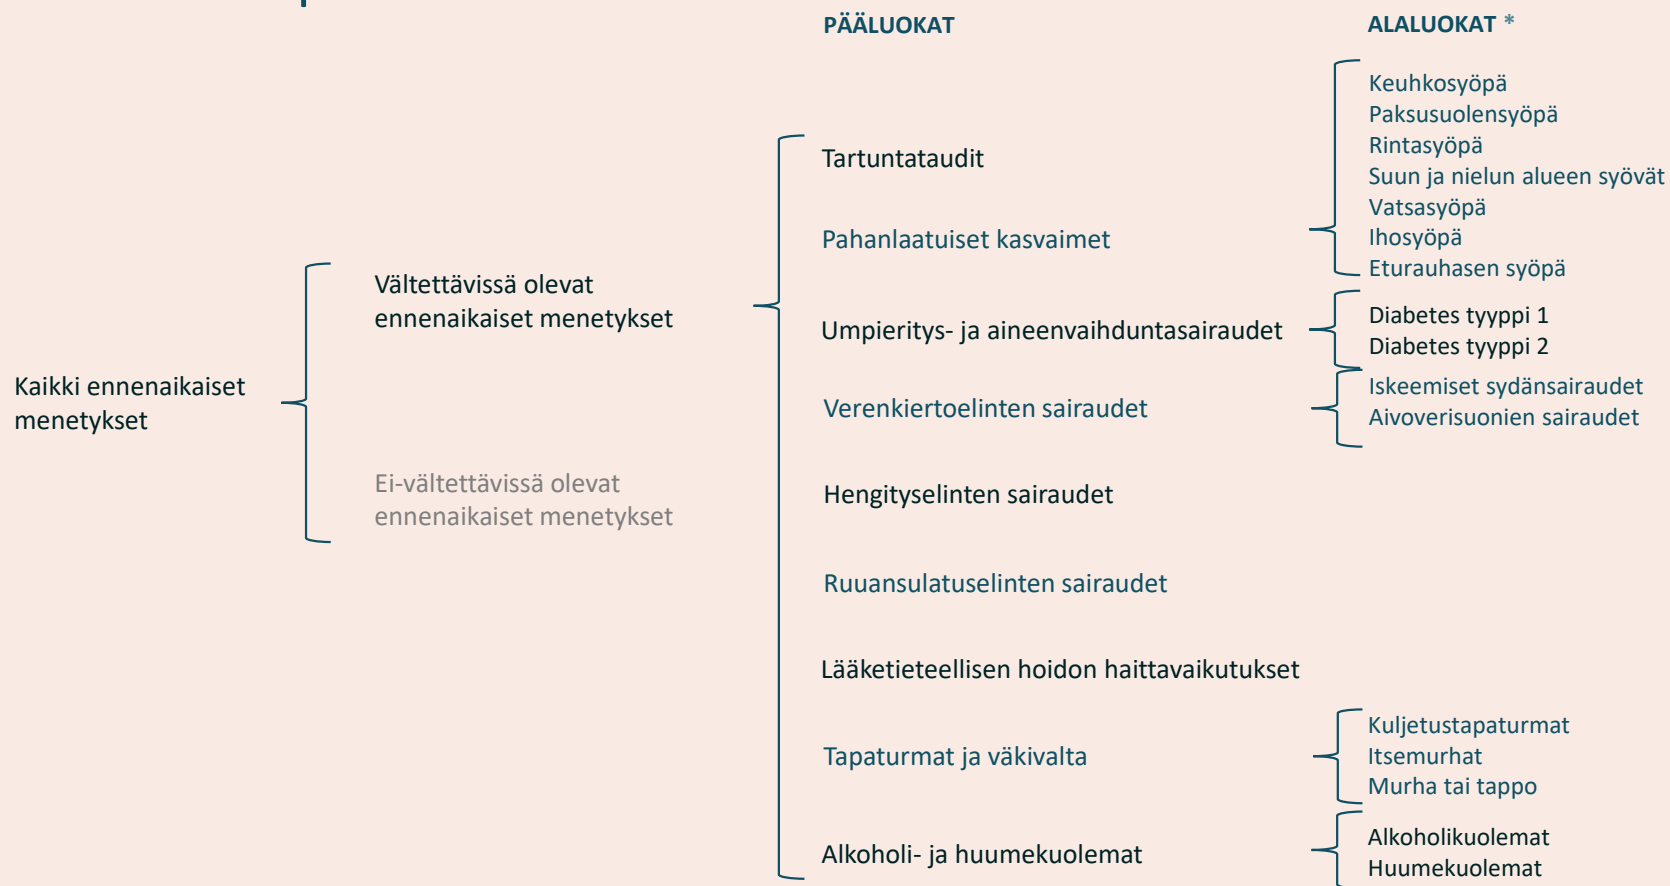 PÄÄLUOKAT
ALALUOKAT *
Kaikki ennenaikaiset
menetykset
Vältettävissä olevat
ennenaikaiset menetykset
Ei-vältettävissä olevat
ennenaikaiset menetykset
Tartuntataudit
Pahanlaatuiset kasvaimet
Keuhkosyöpä
Paksusuolensyöpä
Rintasyöpä
Suun ja nielun alueen syövät
Vatsasyöpä
Ihosyöpä
Eturauhasen syöpä
Umpieritys- ja aineenvaihduntasairaudet
Diabetes tyyppi 1
Diabetes tyyppi 2
Verenkiertoelinten sairaudet
Iskeemiset sydänsairaudet
Aivoverisuonien sairaudet
Hengityselinten sairaudet
Ruuansulatuselinten sairaudet
Lääketieteellisen hoidon haittavaikutukset
Tapaturmat ja väkivalta
Kuljetustapaturmat
Itsemurhat
Murha tai tappo
Alkoholi- ja huumekuolemat
Alkoholikuolemat
Huumekuolemat